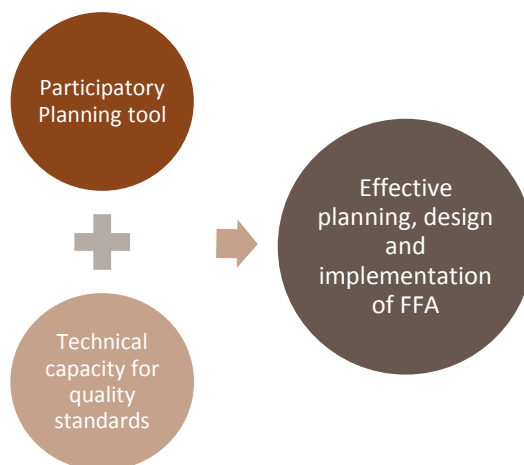 Participatory
Planning tool
Technical
capacity for
quality
standards
Effective
planning, design
and
implementation
of FFA